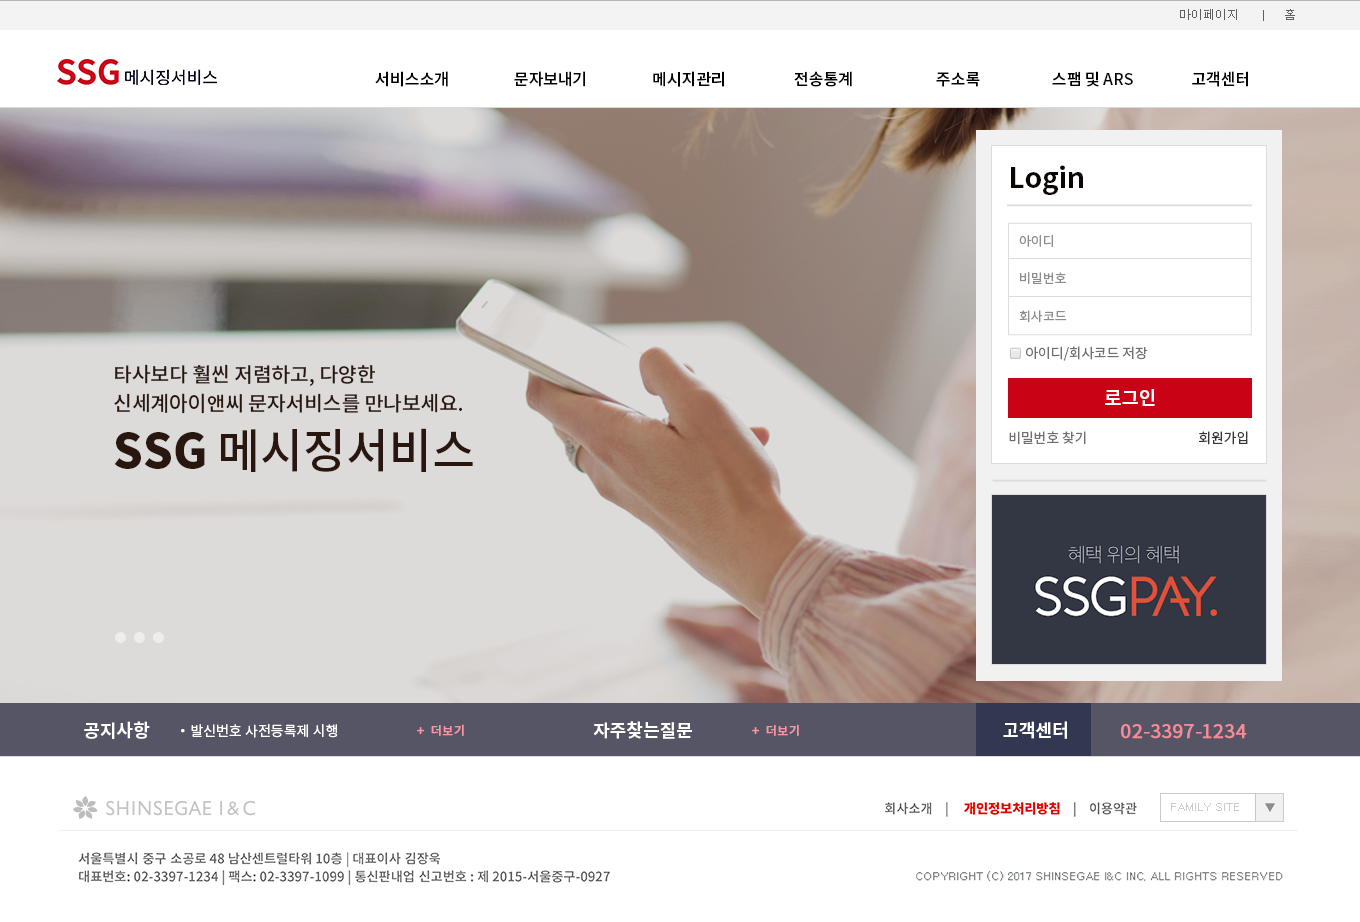 마이페이지 | 홈
SSG 메시징서비스
서비스소개 문자보내기 메시지관리 전송통계 주소록 스팸 및 ARS 고객센터
Login
아이디
비밀번호
회사코드
아이디/회사코드 저장
로그인
비밀번호 찾기 회원가입
타사보다 훨씬 저렴하고, 다양한
신세계아이앤씨 문자서비스를 만나보세요.
SSG 메시징서비스
혜택 위의 혜택
SSGPAY.
공지사항 • 발신번호 사전등록제 시행 + 더보기 자주찾는질문 + 더보기 고객센터 02-3397-1234
SHINSEGAE I & C
회사소개 | 개인정보처리방침 | 이용약관 FAMILY SITE ▼
서울특별시 중구 소공로 48 남산센트럴타워 10층 | 대표이사 김장욱
대표번호: 02-3397-1234 | 팩스: 02-3397-1099 | 통신판내업 신고번호 : 제 2015-서울중구-0927
COPYRIGHT (C) 2017 SHINSEGAE I&C INC. ALL RIGHTS RESERVED